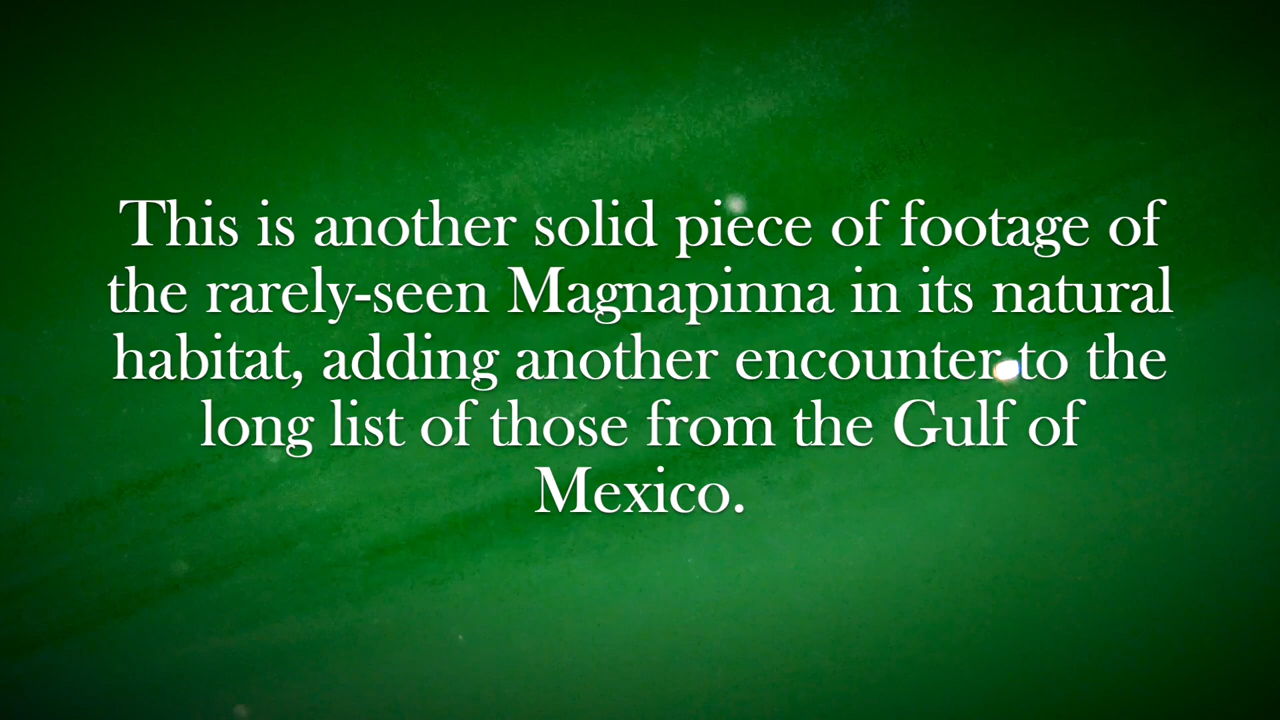 This is another solid piece of footage of
the rarely-seen Magnapinna in its natural
habitat, adding another encounter to the
long list of those from the Gulf of
Mexico.